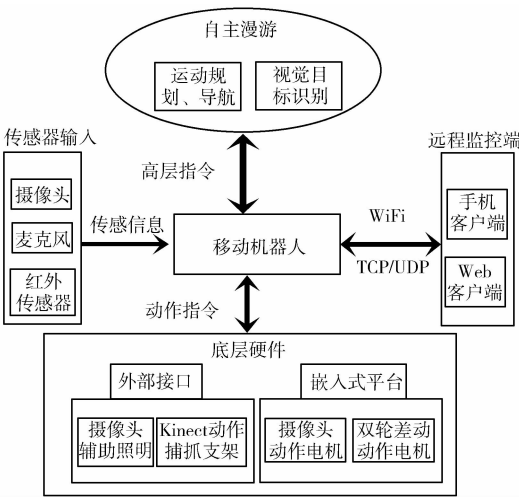 自主漫游
运动规
划、导航
视觉目
标识别
传感器输入
远程监控端
高层指令
摄像头
麦克风
红外
传感器
传感信息
移动机器人
WiFi
TCP/UDP
手机
客户端
Web
客户端
动作指令
底层硬件
外部接口
嵌入式平台
摄像头
辅助照明
Kinect动作
捕抓支架
摄像头
动作电机
双轮差动
动作电机